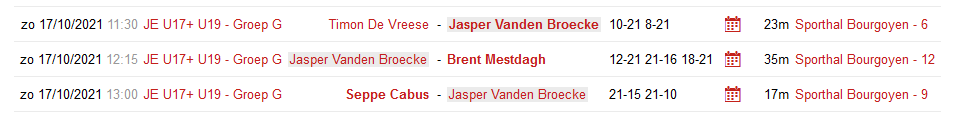 zo 17/10/2021 11:30 JE U17+ U19 - Groep G Timon De Vreese - Jasper Vanden Broecke 10-21 8-21 23m Sporthal Bourgoyen - 6
zo 17/10/2021 12:15 JE U17+ U19 - Groep G Jasper Vanden Broecke - Brent Mestdagh 12-21 21-16 18-21 35m Sporthal Bourgoyen - 12
zo 17/10/2021 13:00 JE U17+ U19 - Groep G Seppe Cabus - Jasper Vanden Broecke 21-15 21-10 17m Sporthal Bourgoyen - 9